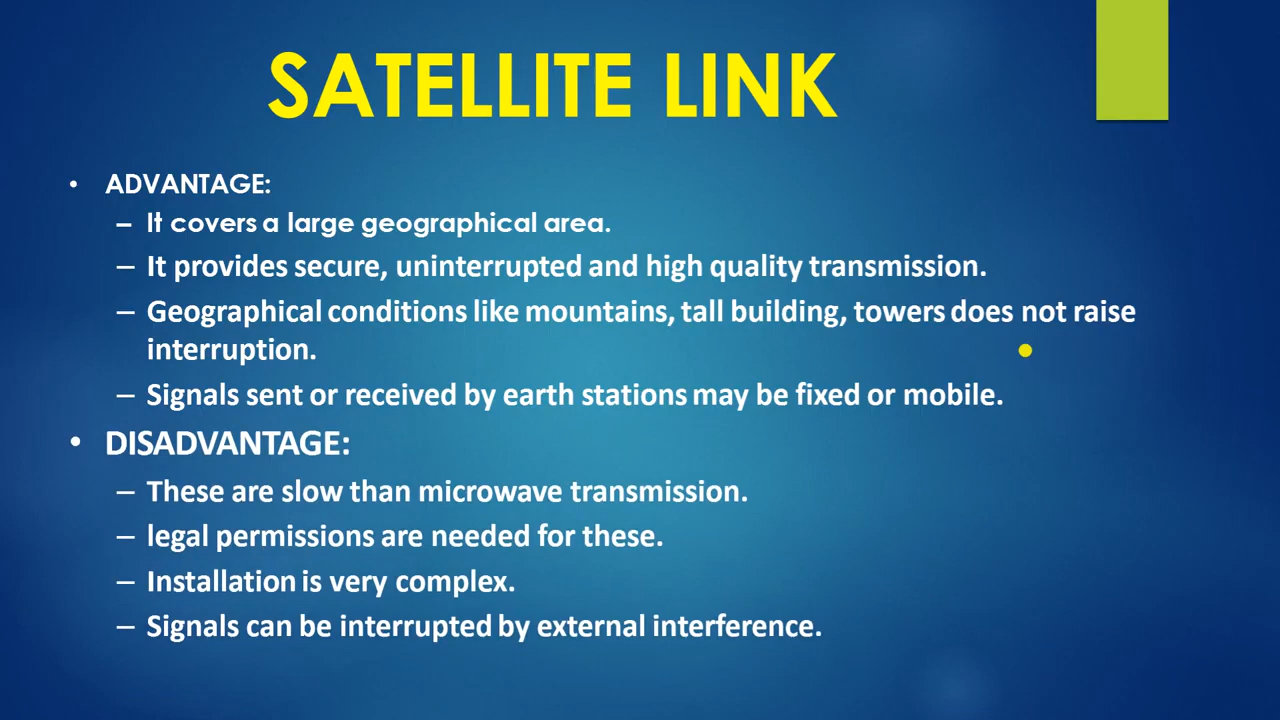 SATELLITE LINK
• ADVANTAGE:
– It covers a large geographical area.
– It provides secure, uninterrupted and high quality transmission.
– Geographical conditions like mountains, tall building, towers does not raise
interruption.
– Signals sent or received by earth stations may be fixed or mobile.
• DISADVANTAGE:
– These are slow than microwave transmission.
– legal permissions are needed for these.
– Installation is very complex.
– Signals can be interrupted by external interference.